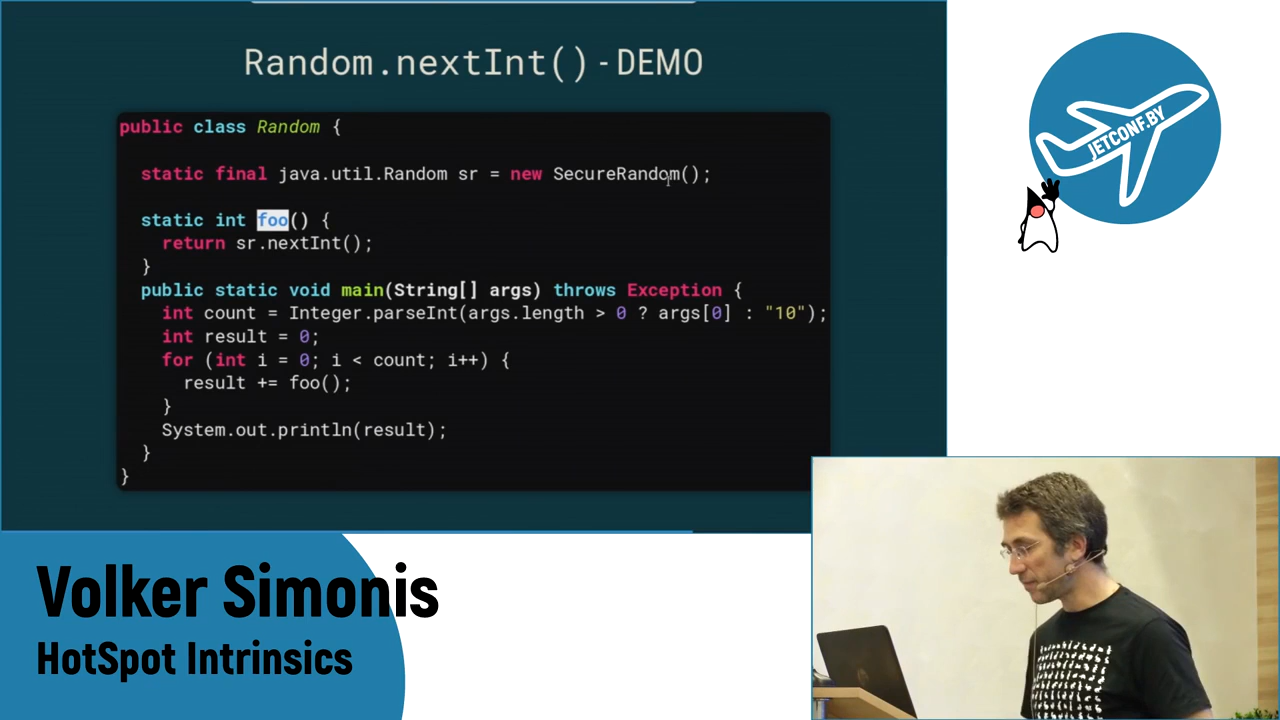 Random.nextInt()-DEMO
public class Random {
static final java.util.Random sr = new SecureRandom();
static int foo() {
return sr.nextInt();
}
public static void main(String[] args) throws Exception {
int count = Integer.parseInt(args.length > 0 ? args[0] : "10");
int result = 0;
for (int i = 0; i < count; i++) {
result += foo();
}
System.out.println(result);
}
}
JETCONF.BY
Volker Simonis
HotSpot Intrinsics